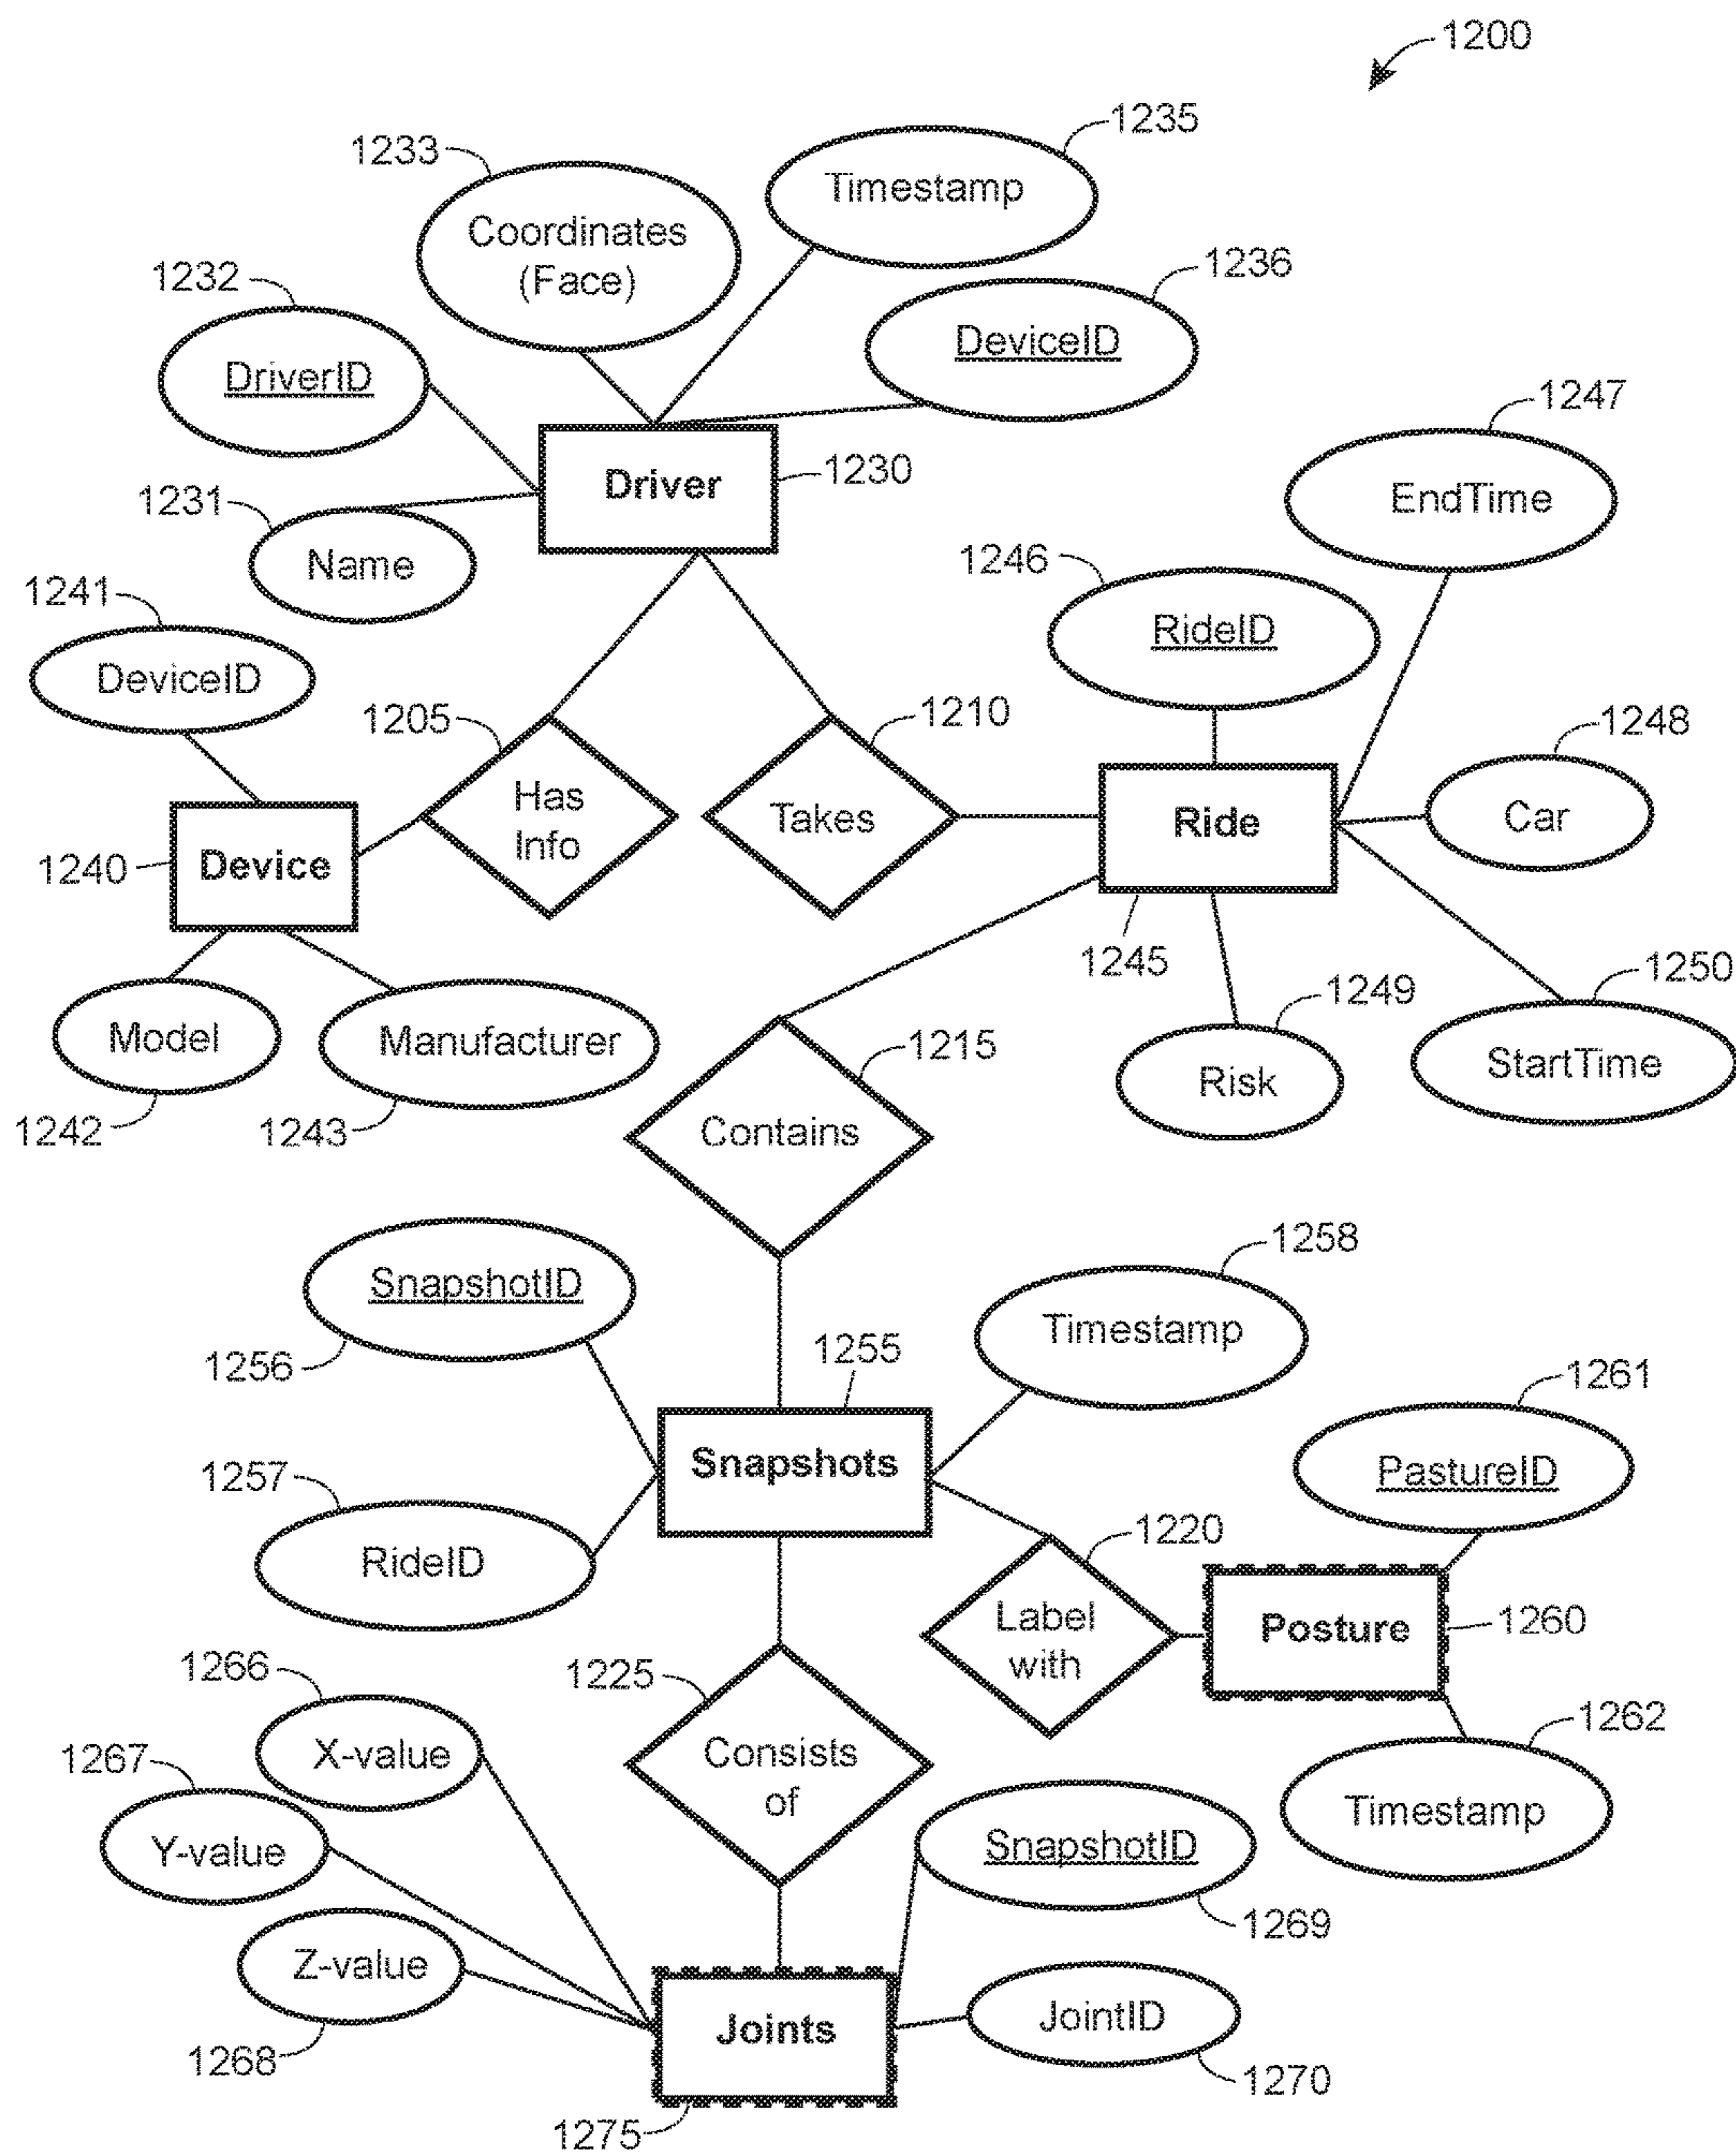 1200
1235
1233
Timestamp
Coordinates
(Face)
1236
1232
DeviceID
DriverID
1247
1230
Driver
EndTime
1231
1246
Name
1241
RideID
DeviceID
1205
1210
1248
Has
Info
Takes
Ride
Car
1240
Device
1245
1250
1249
Model
Manufacturer
1215
StartTime
Risk
1242
1243
Contains
1258
SnapshotID
Timestamp
1256
1255
1261
Snapshots
PastureID
1257
1220
RideID
Label
with
Posture
1260
1266
1225
1262
X-value
Consists
of
1267
Timestamp
Y-value
SnapshotID
1269
Z-value
JointID
Joints
1268
1270
1275